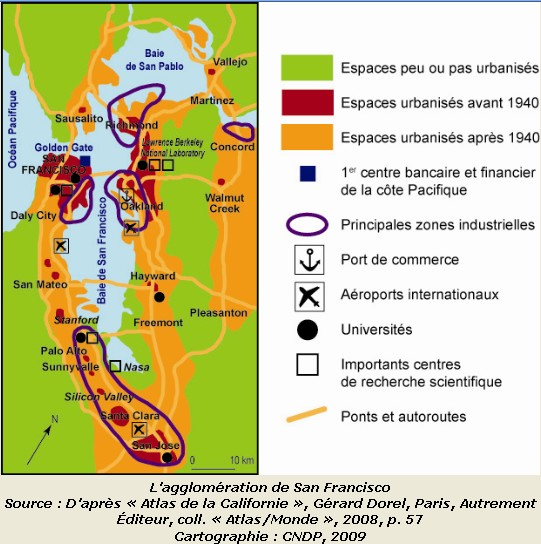 Baie
de San Pablo
Vallejo
Martinez
Océan Pacifique
Sausalito
Richmond
Lawrence Berkeley
National Laboratory
Concord
Golden Gate
SAN
FRANCISCO
Oakland
Walmut
Creek
Daly City
Baie de San Francisco
Hayward
San Mateo
Pleasanton
Stanford
Freemont
Palo Alto
Sunnyvalle
Nasa
Silicon Valley
Santa Clara
San Jose
N
0 10 km
Espaces peu ou pas urbanisés
Espaces urbanisés avant 1940
Espaces urbanisés après 1940
1er centre bancaire et financier
de la côte Pacifique
Principales zones industrielles
Port de commerce
Aéroports internationaux
Universités
Importants centres
de recherche scientifique
Ponts et autoroutes
L'agglomération de San Francisco
Source : D'après « Atlas de la Californie », Gérard Dorel, Paris, Autrement
Éditeur, coll. « Atlas/Monde », 2008, p. 57
Cartographie : CNDP, 2009